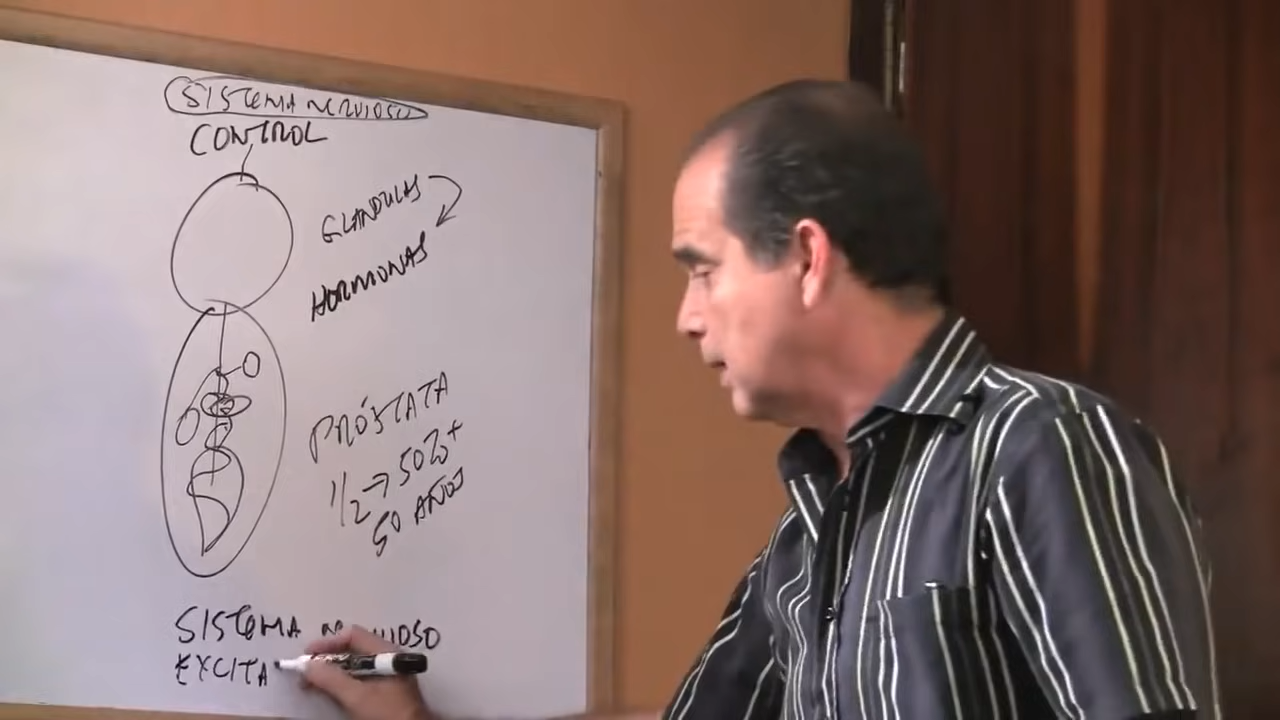 SISTEMA NERVIOSO
CONTROL
GLANDULAS
HORMONAS
PRÓSTATA
1/2→50%+
50 AÑOS
SISTEMA NERVIOSO
EXCITA